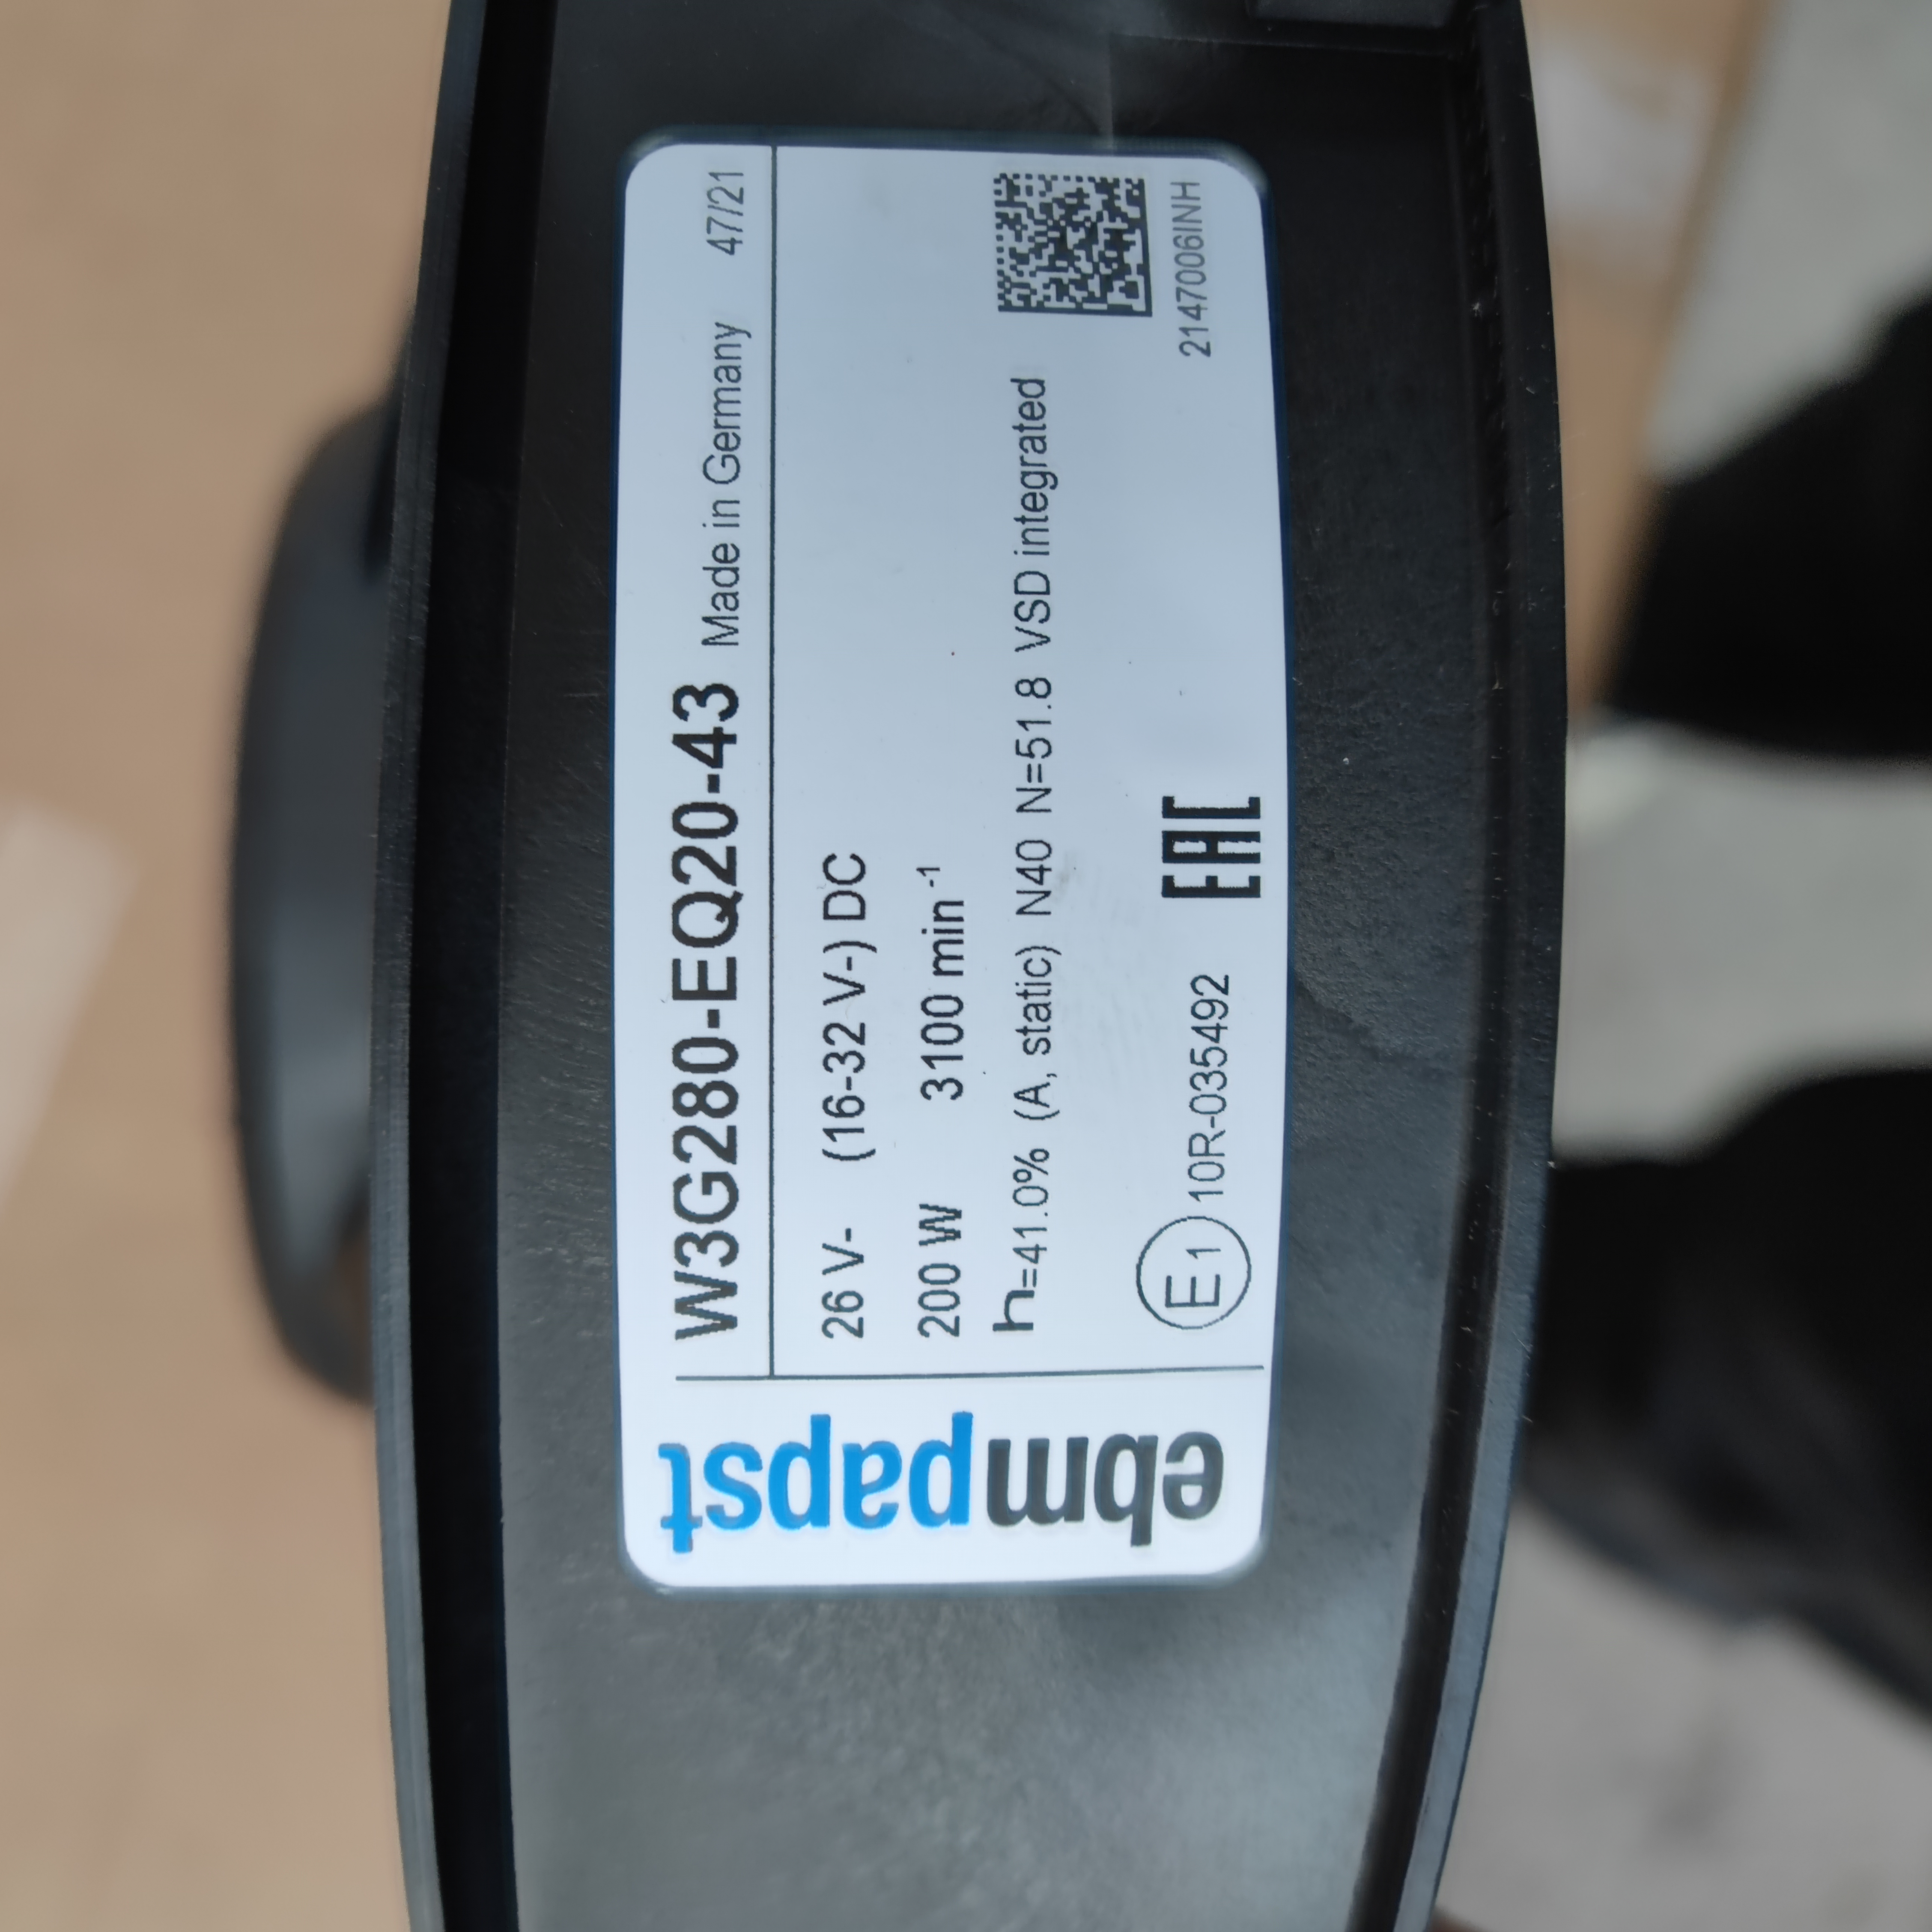 ebmpapst
W3G280-EQ20-43 Made in Germany 47/21
26 V- (16-32 V-) DC
200 W 3100 min-1
h=41.0% (A, static) N40 N=51.8 VSD integrated
E1 10R-035492 EAC
2147006INH